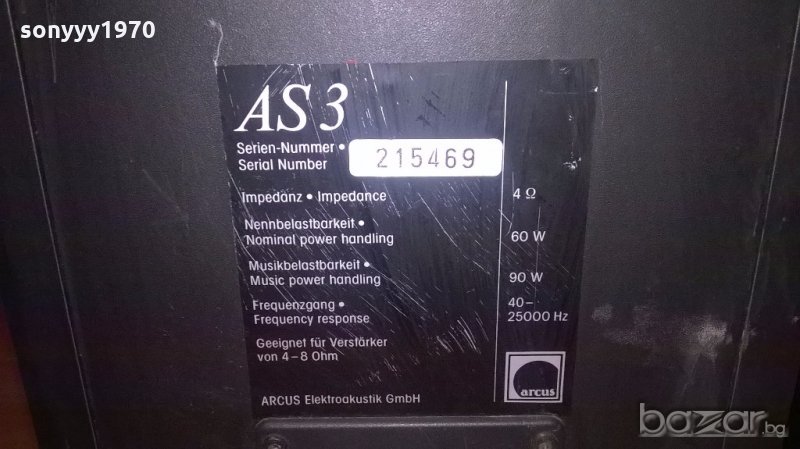 sonyyy1970
AS 3
Serien-Nummer •
Serial Number
215469
Impedanz • Impedance 4 Ω
Nennbelastbarkeit •
Nominal power handling 60 W
Musikbelastbarkeit •
Music power handling 90 W
Frequenzgang • 40–
Frequency response 25000 Hz
Geeignet für Verstärker
von 4–8 Ohm
ARCUS Elektroakustik GmbH
arcus
bazar.bg